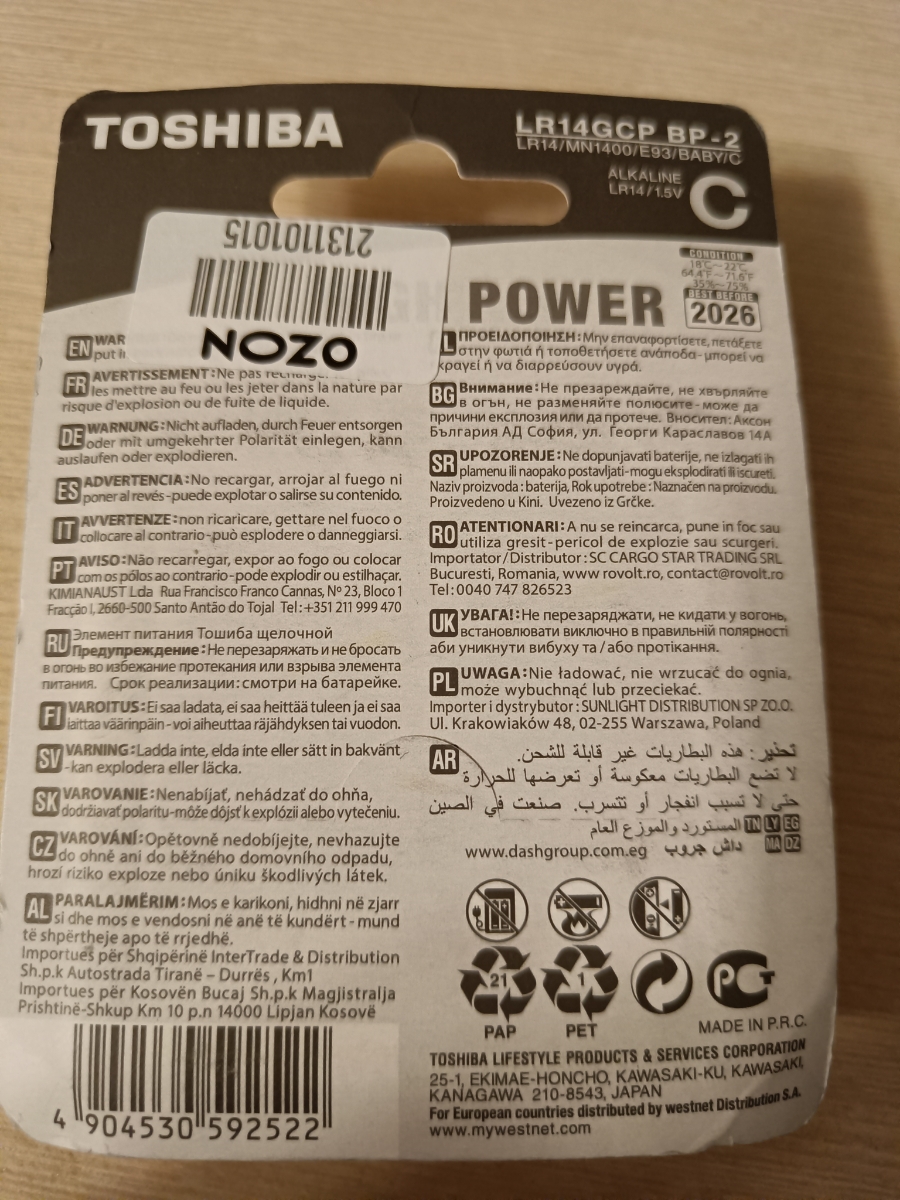 TOSHIBA
LR14GCP BP-2
LR14/MN1400/E93/BABY/C
ALKALINE
LR14/1.5V
C
2131101015
NOZO
POWER
CONDITION
18°C~22°C
64.4°F~71.6°F
35%~75%
BEST BEFORE
2026
EN WAR
put i
FR AVERTISSEMENT: Ne pas
les mettre au feu ou les jeter dans la nature par
risque d'explosion ou de fuite de liquide.
DE WARNUNG: Nicht aufladen, durch Feuer entsorgen
oder mit umgekehrter Polarität einlegen, kann
auslaufen oder explodieren.
ES ADVERTENCIA: No recargar, arrojar al fuego ni
poner al revés-puede explotar o salirse su contenido.
IT AVVERTENZE: non ricaricare, gettare nel fuoco o
collocare al contrario-può esplodere o danneggiarsi.
PT AVISO: Não recarregar, expor ao fogo ou colocar
com os pólos ao contrario-pode explodir ou estilhaçar.
KIMIANAUST Lda Rua Francisco Franco Cannas, Nº 23, Bloco 1
Fracção I, 2660-500 Santo Antão do Tojal Tel: +351 211 999 470
RU Элемент питания Тошиба щелочной
Предупреждение: Не перезаряжать и не бросать
в огонь во избежание протекания или взрыва элемента
питания. Срок реализации: смотри на батарейке.
FI VAROITUS: Ei saa ladata, ei saa heittää tuleen ja ei saa
laittaa väärinpäin-voi aiheuttaa räjähdyksen tai vuodon.
SV VARNING: Ladda inte, elda inte eller sätt in bakvänt
-kan explodera eller läcka.
SK VAROVANIE: Nenabíjať, nehádzať do ohňa,
dodržiavať polaritu-môže dôjsť k explózii alebo vytečeniu.
CZ VAROVÁNÍ: Opětovně nedobíjejte, nevhazujte
do ohně ani do běžného domovního odpadu,
hrozí riziko exploze nebo úniku škodlivých látek.
AL PARALAJMËRIM: Mos e karikoni, hidhni në zjarr
si dhe mos e vendosni në anë të kundërt-mund
të shpërtheje apo të rrjedhë.
Importues për Shqipërinë InterTrade & Distribution
Sh.p.k Autostrada Tiranë – Durrës, Km1
Importues për Kosovën Bucaj Sh.p.k Magjistralja
Prishtinë-Shkup Km 10 p.n 14000 Lipjan Kosovë
4 904530 592522
L ΠΡΟΕΙΔΟΠΟΙΗΣΗ: Μην επαναφορτίσετε, πετάξετε
στην φωτιά ή τοποθετήσετε ανάποδα-μπορεί να
κραγεί ή να διαρρεύσουν υγρά.
BG Внимание: Не презареждайте, не хвърляйте
в огън, не разменяйте полюсите-може да
причини експлозия или да протече. Вносител: Аксон
България АД София, ул. Георги Караславов 14А
SR UPOZORENJE: Ne dopunjavati baterije, ne izlagati ih
plamenu ili naopako postavljati-mogu eksplodirati ili iscureti.
Naziv proizvoda: baterija, Rok upotrebe: Naznačen na proizvodu.
Proizvedeno u Kini. Uvezeno iz Grčke.
RO ATENTIONARI: A nu se reincarca, pune in foc sau
utiliza gresit-pericol de explozie sau scurgeri.
Importator/Distribuitor: SC CARGO STAR TRADING SRL
Bucuresti, Romania, www rovolt.ro, contact@rovolt.ro
Tel: 0040 747 826523
UK УВАГА!: Не перезаряджати, не кидати у вогонь,
встановлювати виключно в правильній полярності
аби уникнути вибуху та/або протікання.
PL UWAGA: Nie ładować, nie wrzucać do ognia,
może wybuchnąć lub przeciekać.
Importer i dystrybutor: SUNLIGHT DISTRIBUTION SP ZO.O.
Ul. Krakowiaków 48, 02-255 Warszawa, Poland
AR تحذير: هذه البطاريات غير قابلة للشحن.
لا تضع البطاريات معكوسة أو تعرضها للحرارة
حتى لا تسبب انفجار أو تتسرب. صنعت في الصين
المستورد والموزع العام TN LY EG
www.dashgroup.com.eg داش جروب MA DZ
21 1 PCT
PAP PET
MADE IN P.R.C.
TOSHIBA LIFESTYLE PRODUCTS & SERVICES CORPORATION
25-1, EKIMAE-HONCHO, KAWASAKI-KU, KAWASAKI,
KANAGAWA 210-8543, JAPAN
For European countries distributed by westnet Distribution S.A.
www.mywestnet.com